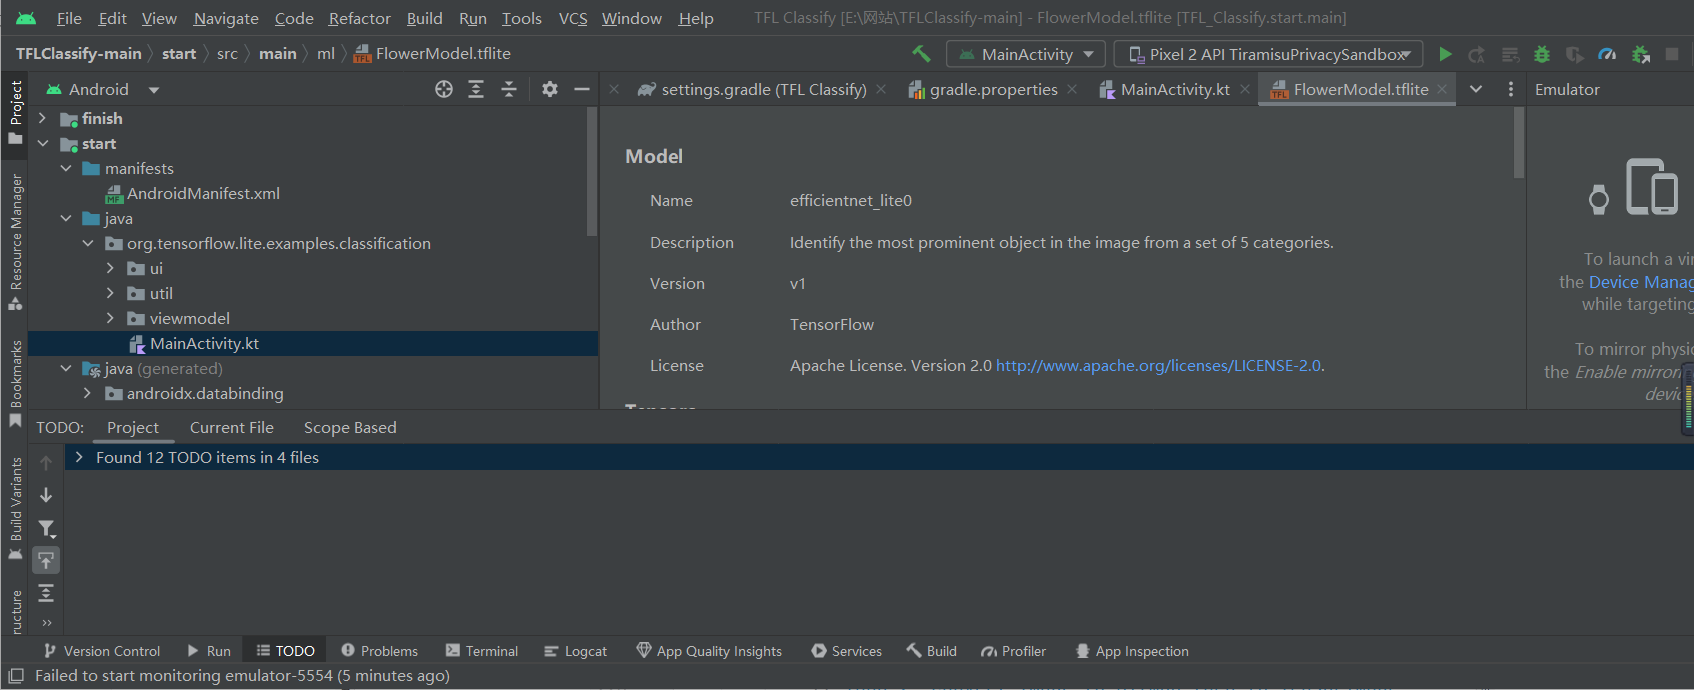 File Edit View Navigate Code Refactor Build Run Tools VCS Window Help TFL Classify [E:\网站\TFLClassify-main] - FlowerModel.tflite [TFL_Classify.start.main]
TFLClassify-main start src main ml FlowerModel.tflite MainActivity Pixel 2 API TiramisuPrivacySandbox
Project
Resource Manager
Bookmarks
Build Variants
ructure
Android
finish
start
manifests
AndroidManifest.xml
java
org.tensorflow.lite.examples.classification
ui
util
viewmodel
MainActivity.kt
java (generated)
androidx.databinding
settings.gradle (TFL Classify) gradle.properties MainActivity.kt FlowerModel.tflite
Model
Name efficientnet_lite0
Description Identify the most prominent object in the image from a set of 5 categories.
Version v1
Author TensorFlow
License Apache License. Version 2.0 http://www.apache.org/licenses/LICENSE-2.0.
Emulator
To launch a vir
the Device Manag
while targeting
To mirror physic
the Enable mirror
devic
TODO: Project Current File Scope Based
Found 12 TODO items in 4 files
Version Control Run TODO Problems Terminal Logcat App Quality Insights Services Build Profiler App Inspection
Failed to start monitoring emulator-5554 (5 minutes ago)